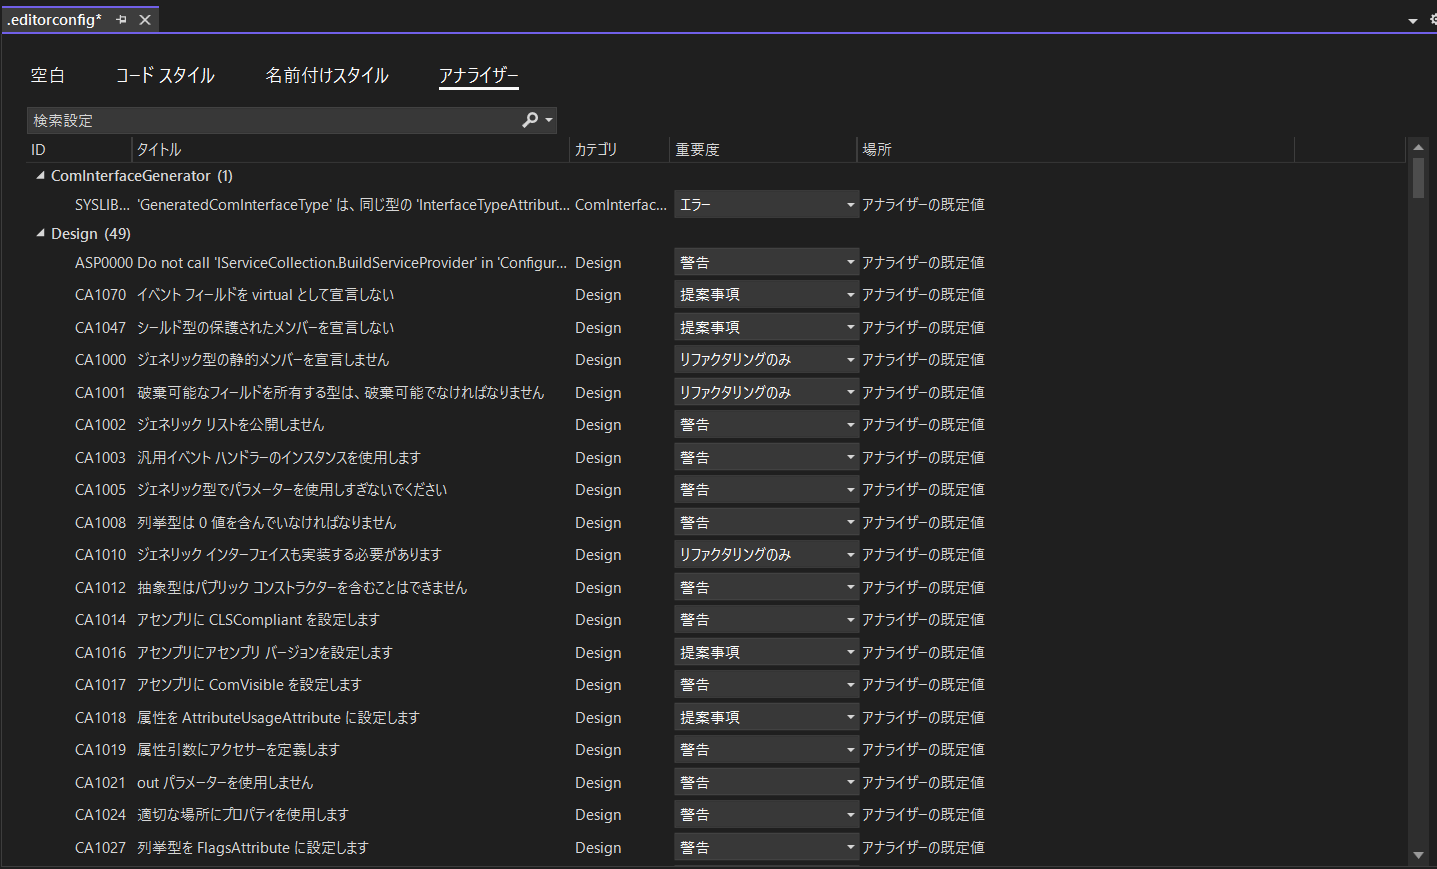 .editorconfig*
空白 コード スタイル 名前付けスタイル アナライザー
検索設定
ID タイトル カテゴリ 重要度 場所
ComInterfaceGenerator (1)
SYSLIB... 'GeneratedComInterfaceType' は、同じ型の 'InterfaceTypeAttribut... ComInterfac... エラー アナライザーの既定値
Design (49)
ASP0000 Do not call 'IServiceCollection.BuildServiceProvider' in 'Configur... Design 警告 アナライザーの既定値
CA1070 イベント フィールドを virtual として宣言しない Design 提案事項 アナライザーの既定値
CA1047 シールド型の保護されたメンバーを宣言しない Design 提案事項 アナライザーの既定値
CA1000 ジェネリック型の静的メンバーを宣言しません Design リファクタリングのみ アナライザーの既定値
CA1001 破棄可能なフィールドを所有する型は、破棄可能でなければなりません Design リファクタリングのみ アナライザーの既定値
CA1002 ジェネリック リストを公開しません Design 警告 アナライザーの既定値
CA1003 汎用イベント ハンドラーのインスタンスを使用します Design 警告 アナライザーの既定値
CA1005 ジェネリック型でパラメーターを使用しすぎないでください Design 警告 アナライザーの既定値
CA1008 列挙型は 0 値を含んでいなければなりません Design 警告 アナライザーの既定値
CA1010 ジェネリック インターフェイスも実装する必要があります Design リファクタリングのみ アナライザーの既定値
CA1012 抽象型はパブリック コンストラクターを含むことはできません Design 警告 アナライザーの既定値
CA1014 アセンブリに CLSCompliant を設定します Design 警告 アナライザーの既定値
CA1016 アセンブリにアセンブリ バージョンを設定します Design 提案事項 アナライザーの既定値
CA1017 アセンブリに ComVisible を設定します Design 警告 アナライザーの既定値
CA1018 属性を AttributeUsageAttribute に設定します Design 提案事項 アナライザーの既定値
CA1019 属性引数にアクセサーを定義します Design 警告 アナライザーの既定値
CA1021 out パラメーターを使用しません Design 警告 アナライザーの既定値
CA1024 適切な場所にプロパティを使用します Design 警告 アナライザーの既定値
CA1027 列挙型を FlagsAttribute に設定します Design 警告 アナライザーの既定値